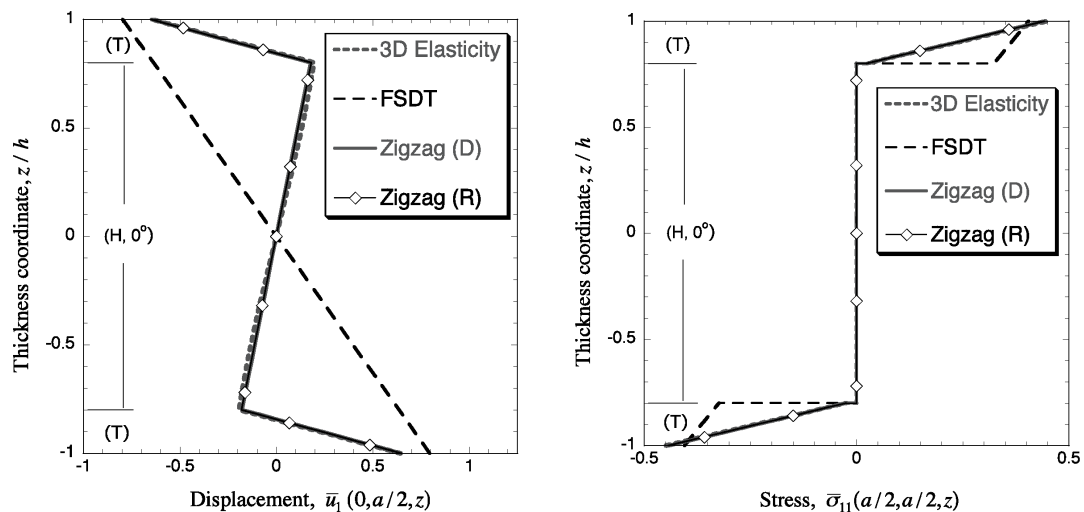 1
0.5
0
-0.5
-1
-1
-0.5
0
0.5
1
Thickness coordinate, z / h
(T)
(H, 0°)
(T)
3D Elasticity
FSDT
Zigzag (D)
Zigzag (R)
Displacement, u̅₁ (0,a/2,z)
1
0.5
0
-0.5
-1
-0.5
0
0.5
Thickness coordinate, z / h
(T)
(H, 0°)
(T)
3D Elasticity
FSDT
Zigzag (D)
Zigzag (R)
Stress, σ̅₁₁(a/2,a/2,z)